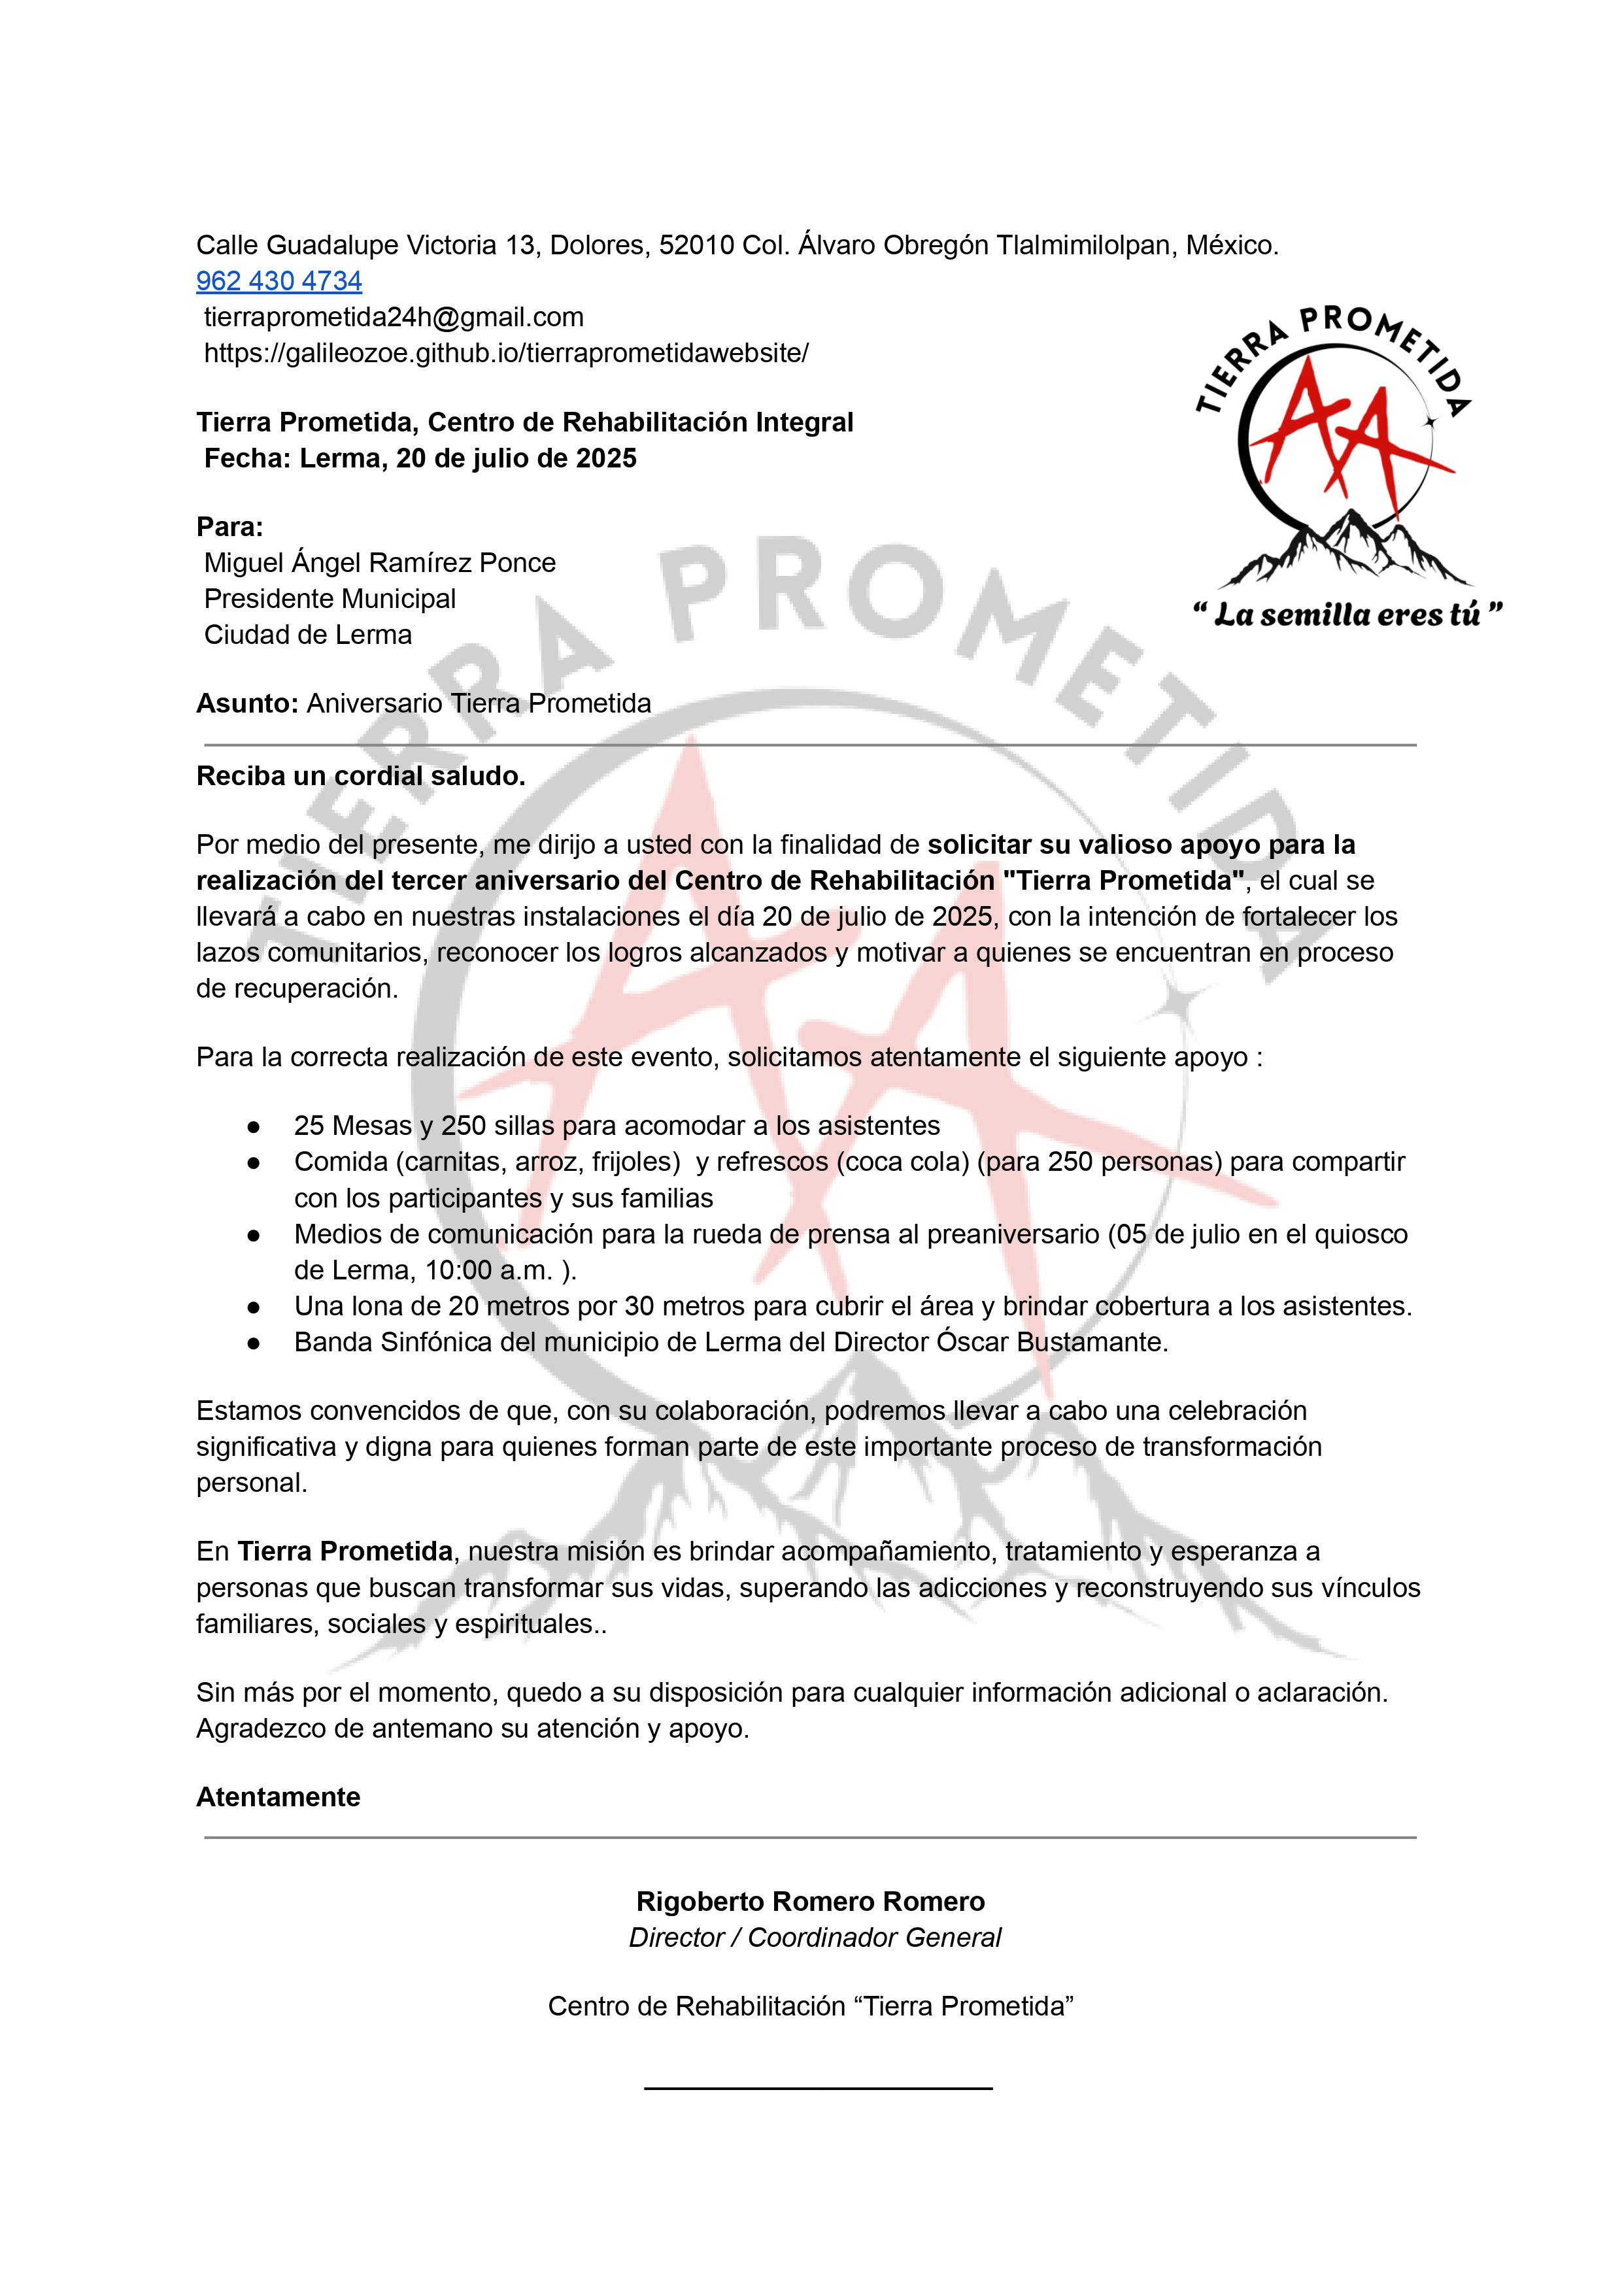 Calle Guadalupe Victoria 13, Dolores, 52010 Col. Álvaro Obregón Tlalmimilolpan, México.
962 430 4734
tierraprometida24h@gmail.com
https://galileozoe.github.io/tierraprometidawebsite/
TIERRA PROMETIDA
AA
“ La semilla eres tú ”
Tierra Prometida, Centro de Rehabilitación Integral
Fecha: Lerma, 20 de julio de 2025
Para:
Miguel Ángel Ramírez Ponce
Presidente Municipal
Ciudad de Lerma
Asunto: Aniversario Tierra Prometida
TIERRA PROMETIDA
AA
Reciba un cordial saludo.
Por medio del presente, me dirijo a usted con la finalidad de solicitar su valioso apoyo para la
realización del tercer aniversario del Centro de Rehabilitación "Tierra Prometida", el cual se
llevará a cabo en nuestras instalaciones el día 20 de julio de 2025, con la intención de fortalecer los
lazos comunitarios, reconocer los logros alcanzados y motivar a quienes se encuentran en proceso
de recuperación.
Para la correcta realización de este evento, solicitamos atentamente el siguiente apoyo :
● 25 Mesas y 250 sillas para acomodar a los asistentes
● Comida (carnitas, arroz, frijoles)  y refrescos (coca cola) (para 250 personas) para compartir
con los participantes y sus familias
● Medios de comunicación para la rueda de prensa al preaniversario (05 de julio en el quiosco
de Lerma, 10:00 a.m. ).
● Una lona de 20 metros por 30 metros para cubrir el área y brindar cobertura a los asistentes.
● Banda Sinfónica del municipio de Lerma del Director Óscar Bustamante.
Estamos convencidos de que, con su colaboración, podremos llevar a cabo una celebración
significativa y digna para quienes forman parte de este importante proceso de transformación
personal.
En Tierra Prometida, nuestra misión es brindar acompañamiento, tratamiento y esperanza a
personas que buscan transformar sus vidas, superando las adicciones y reconstruyendo sus vínculos
familiares, sociales y espirituales..
Sin más por el momento, quedo a su disposición para cualquier información adicional o aclaración.
Agradezco de antemano su atención y apoyo.
Atentamente
Rigoberto Romero Romero
Director / Coordinador General
Centro de Rehabilitación “Tierra Prometida”